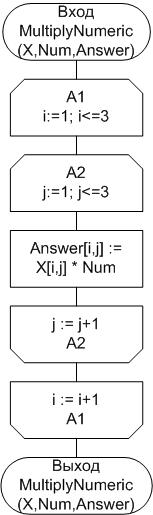 Вход
MultiplyNumeric
(X,Num,Answer)
A1
i:=1; i<=3
A2
j:=1; j<=3
Answer[i,j] :=
X[i,j] * Num
j := j+1
A2
i := i+1
A1
Выход
MultiplyNumeric
(X,Num,Answer)